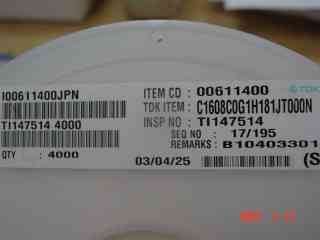 TDK
I00611400JPN
ITEM CD : 00611400
TDK ITEM : C1608C0G1H181JT000N
TI147514 4000
INSP NO : TI147514
SEQ NO : 17/195
QTY : 4000
REMARKS : B10403301
03/04/25
(S